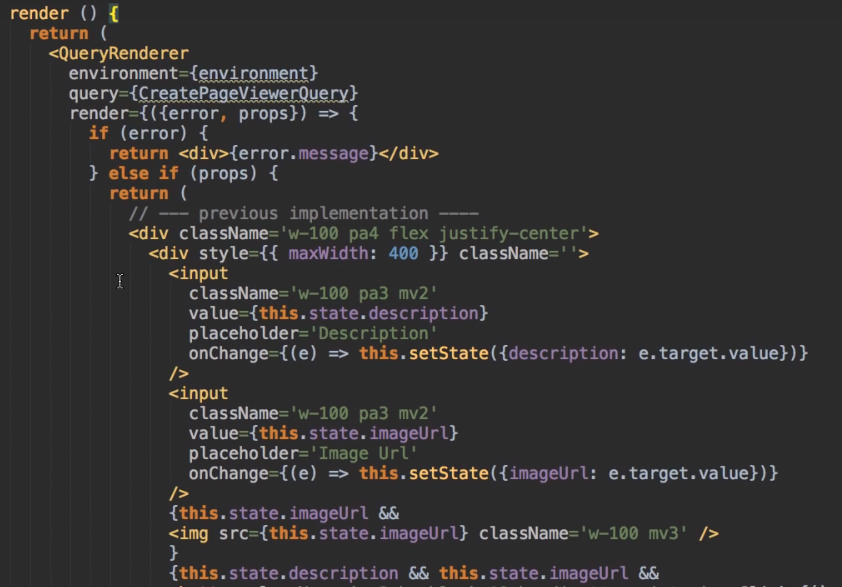 render () {
return (
<QueryRenderer
environment={environment}
query={CreatePageViewerQuery}
render={({error, props}) => {
if (error) {
return <div>{error.message}</div>
} else if (props) {
return (
// --- previous implementation ----
<div className='w-100 pa4 flex justify-center'>
<div style={{ maxWidth: 400 }} className=''>
<input
className='w-100 pa3 mv2'
value={this.state.description}
placeholder='Description'
onChange={(e) => this.setState({description: e.target.value})}
/>
<input
className='w-100 pa3 mv2'
value={this.state.imageUrl}
placeholder='Image Url'
onChange={(e) => this.setState({imageUrl: e.target.value})}
/>
{this.state.imageUrl &&
<img src={this.state.imageUrl} className='w-100 mv3' />
}
{this.state.description && this.state.imageUrl &&